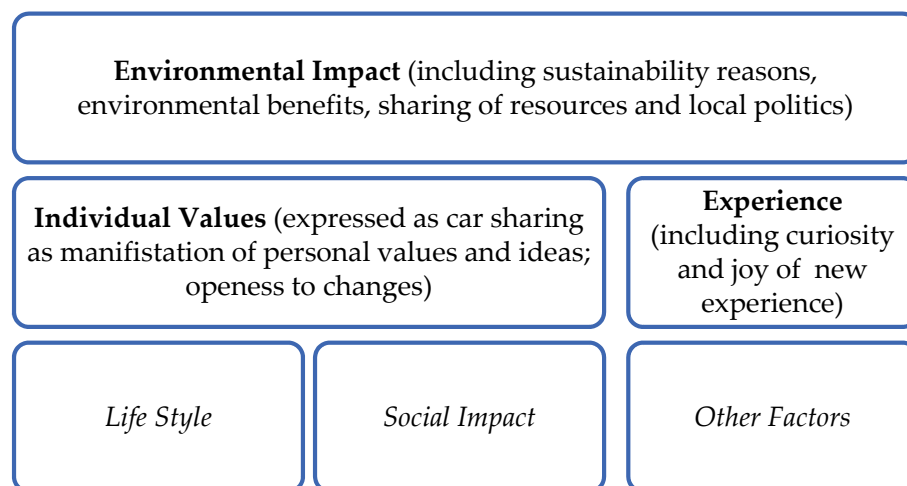 Environmental Impact (including sustainability reasons,
environmental benefits, sharing of resources and local politics)
Individual Values (expressed as car sharing
as manifistation of personal values and ideas;
openess to changes)
Experience
(including curiosity
and joy of new
experience)
Life Style
Social Impact
Other Factors